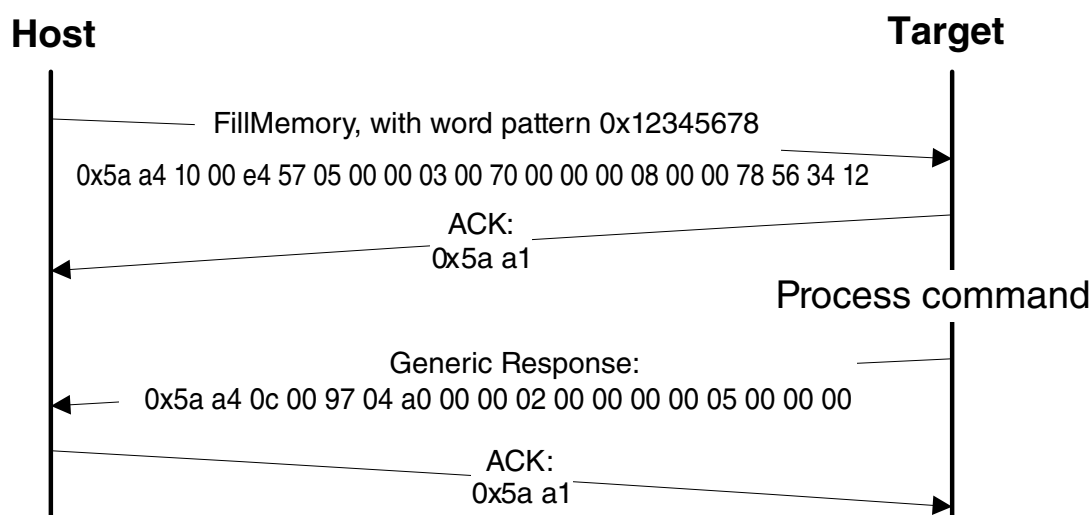 Host
Target
FillMemory, with word pattern 0x12345678
0x5a a4 10 00 e4 57 05 00 00 03 00 70 00 00 00 08 00 00 78 56 34 12
ACK:
0x5a a1
Process command
Generic Response:
0x5a a4 0c 00 97 04 a0 00 00 02 00 00 00 00 05 00 00 00
ACK:
0x5a a1